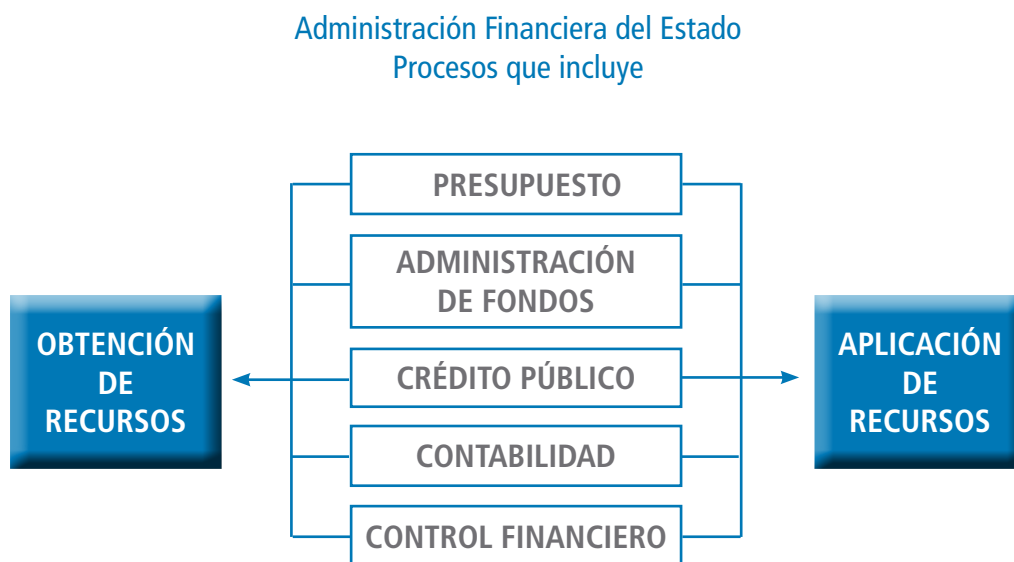 Administración Financiera del Estado
Procesos que incluye
PRESUPUESTO
ADMINISTRACIÓN
DE FONDOS
OBTENCIÓN
DE
RECURSOS
CRÉDITO PÚBLICO
APLICACIÓN
DE
RECURSOS
CONTABILIDAD
CONTROL FINANCIERO